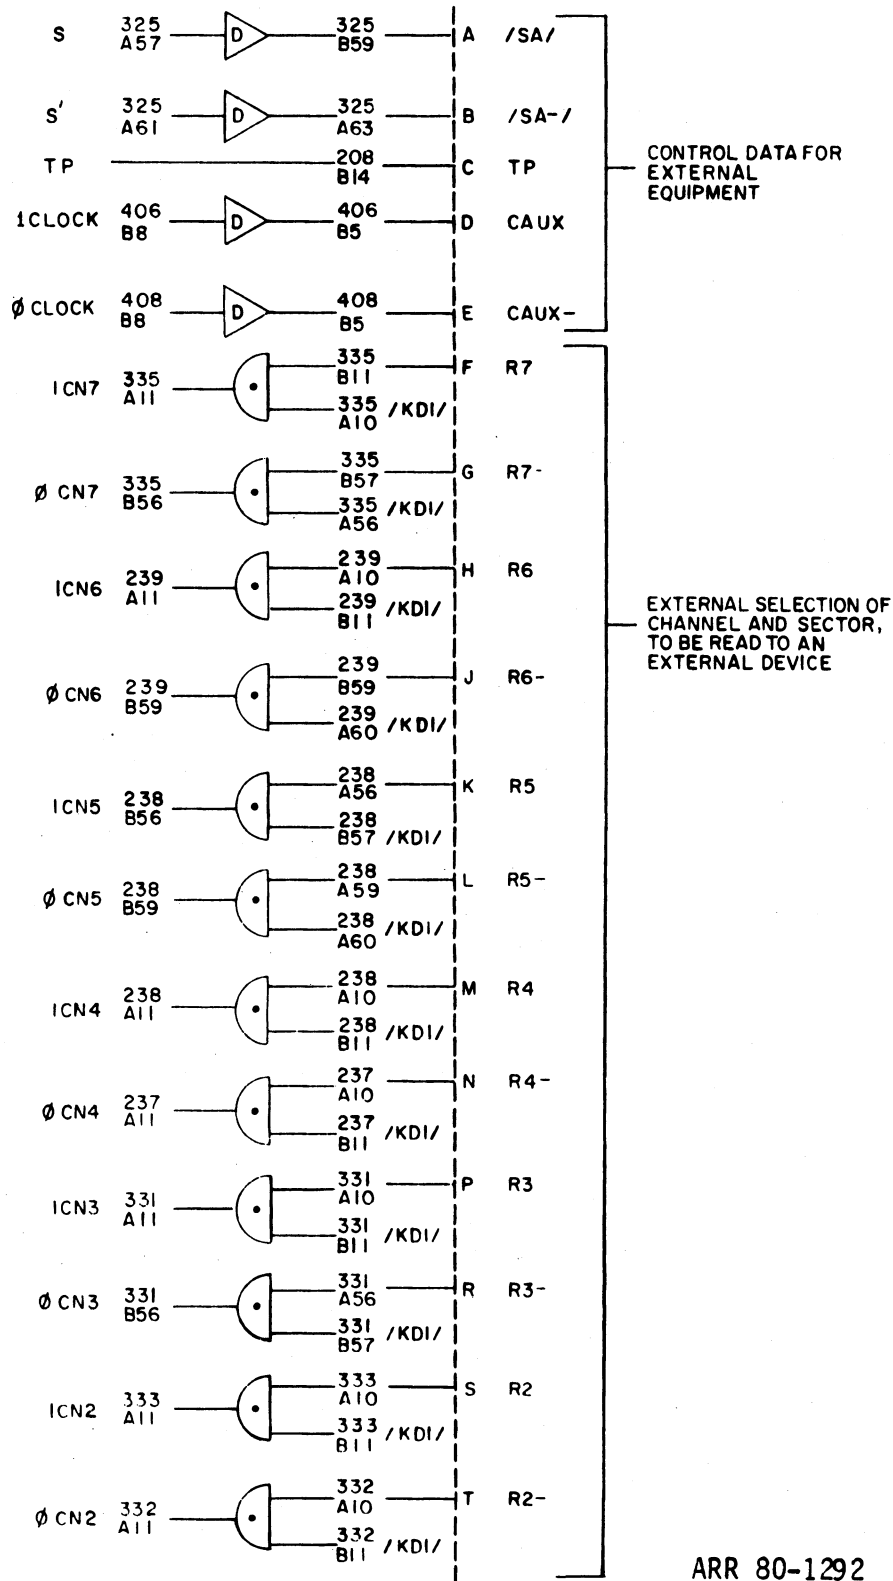 S 325 D 325 A /SA/
A57 B59
S' 325 D 325 B /SA-/
A61 A63
TP 208 C TP
B14
CONTROL DATA FOR
EXTERNAL
EQUIPMENT
1CLOCK 406 D 406 D CAUX
B8 B5
Ø CLOCK 408 D 408 E CAUX-
B8 B5
335 F R7
B11
ICN7 335
A11
335 /KDI/
A10
335 G R7-
B57
Ø CN7 335
B56
335 /KDI/
A56
239 H R6
A10
ICN6 239
A11
239 /KDI/
B11
EXTERNAL SELECTION OF
CHANNEL AND SECTOR,
TO BE READ TO AN
EXTERNAL DEVICE
239 J R6-
B59
Ø CN6 239
B59
239 /KDI/
A60
238 K R5
A56
ICN5 238
B56
238 /KDI/
B57
238 L R5-
A59
Ø CN5 238
B59
238 /KDI/
A60
238 M R4
A10
ICN4 238
A11
238 /KDI/
B11
237 N R4-
A10
Ø CN4 237
A11
237 /KDI/
B11
331 P R3
A10
ICN3 331
A11
331 /KDI/
B11
331 R R3-
A56
Ø CN3 331
B56
331 /KDI/
B57
333 S R2
A10
ICN2 333
A11
333 /KDI/
B11
332 T R2-
A10
Ø CN2 332
A11
332 /KDI/
B11
ARR 80-1292